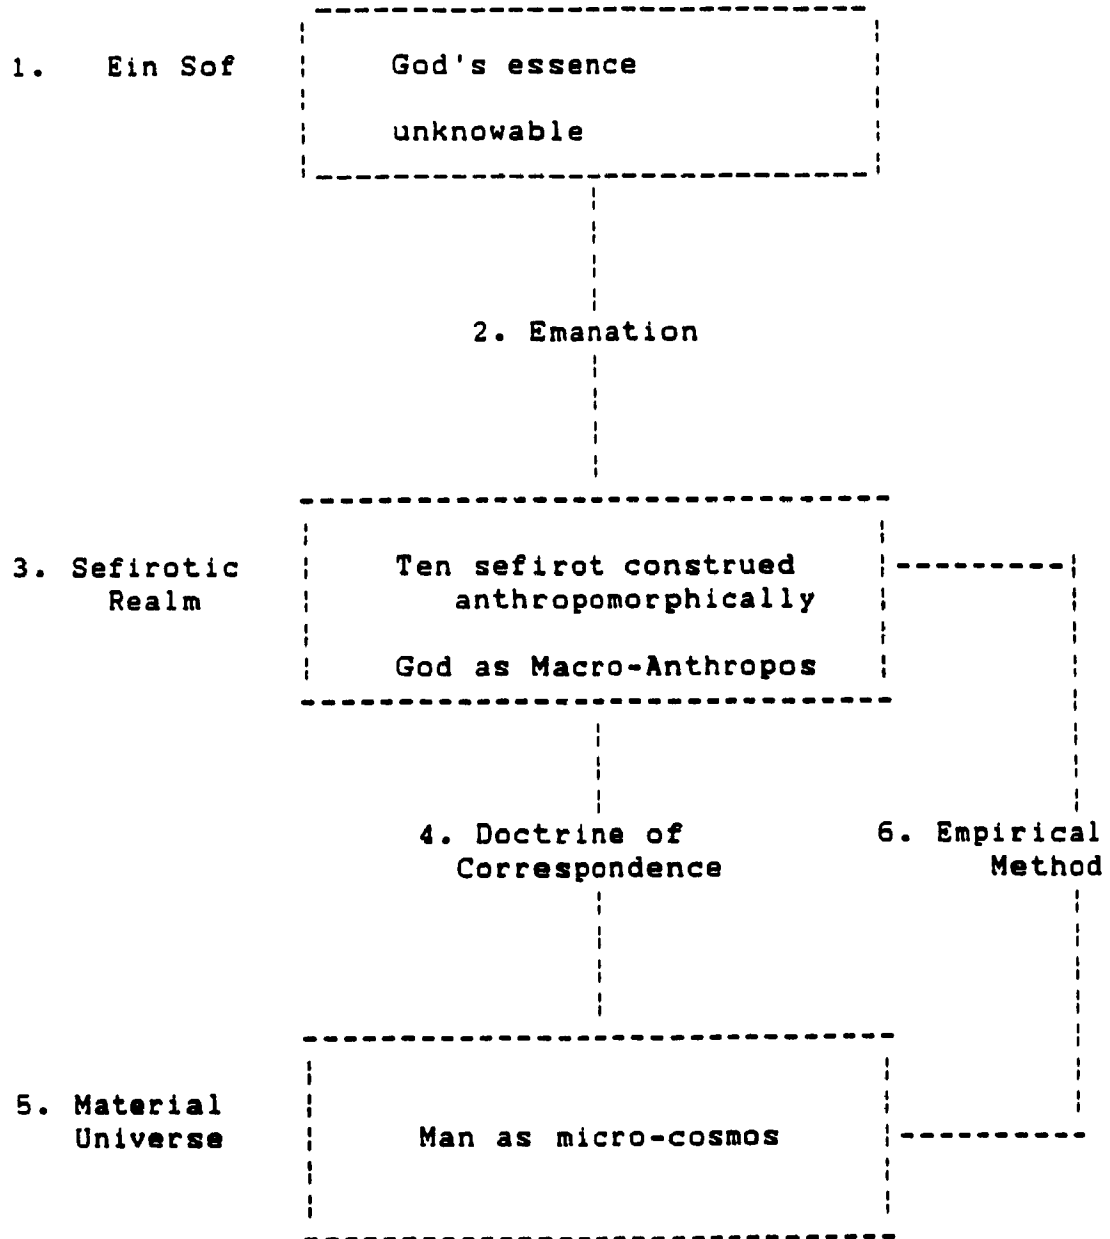 1. Ein Sof
God's essence
unknowable
2. Emanation
3. Sefirotic
Realm
Ten sefirot construed
anthropomorphically
God as Macro-Anthropos
4. Doctrine of
Correspondence
6. Empirical
Method
5. Material
Universe
Man as micro-cosmos